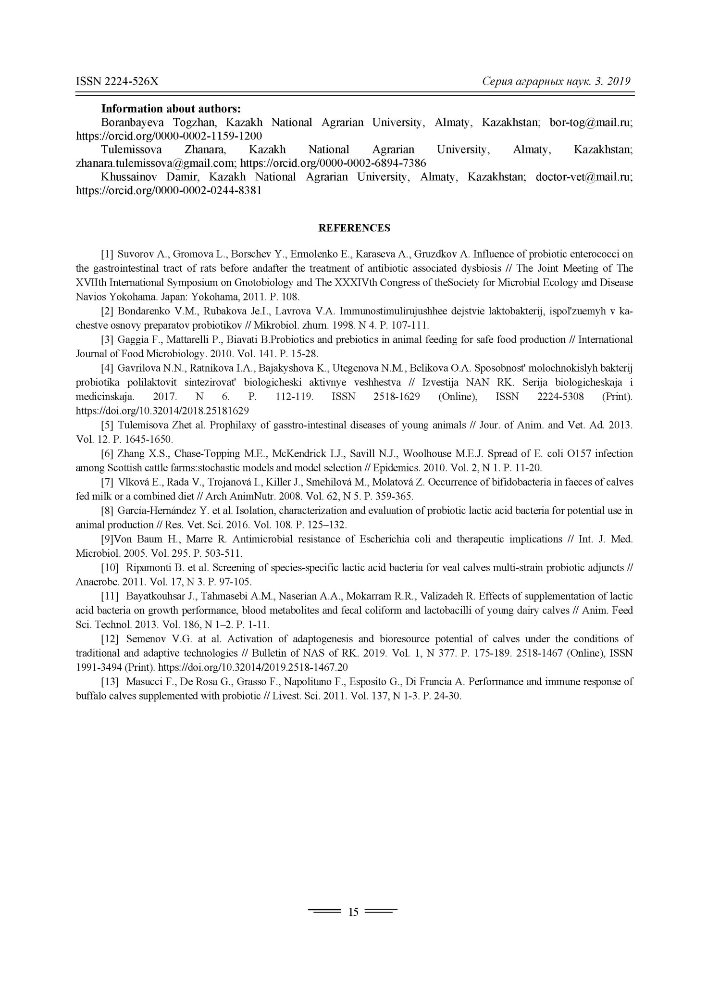 ISSN 2224-526X Серия аграрных наук. 3. 2019
Information about authors:
Boranbayeva Togzhan, Kazakh National Agrarian University, Almaty, Kazakhstan; bor-tog@mail.ru;
https://orcid.org/0000-0002-1159-1200
Tulemissova Zhanara, Kazakh National Agrarian University, Almaty, Kazakhstan;
zhanara.tulemissova@gmail.com; https://orcid.org/0000-0002-6894-7386
Khussainov Damir, Kazakh National Agrarian University, Almaty, Kazakhstan; doctor-vet@mail.ru;
https://orcid.org/0000-0002-0244-8381
REFERENCES
[1] Suvorov A., Gromova L., Borschev Y., Ermolenko E., Karaseva A., Gruzdkov A. Influence of probiotic enterococci on
the gastrointestinal tract of rats before andafter the treatment of antibiotic associated dysbiosis // The Joint Meeting of The
XVIIth International Symposium on Gnotobiology and The XXXIVth Congress of theSociety for Microbial Ecology and Disease
Navios Yokohama. Japan: Yokohama, 2011. P. 108.
[2] Bondarenko V.M., Rubakova Je.I., Lavrova V.A. Immunostimulirujushhee dejstvie laktobakterij, ispol'zuemyh v ka-
chestve osnovy preparatov probiotikov // Mikrobiol. zhurn. 1998. N 4. P. 107-111.
[3] Gaggìa F., Mattarelli P., Biavati B.Probiotics and prebiotics in animal feeding for safe food production // International
Journal of Food Microbiology. 2010. Vol. 141. P. 15-28.
[4] Gavrilova N.N., Ratnikova I.A., Bajakyshova K., Utegenova N.M., Belikova O.A. Sposobnost' molochnokislyh bakterij
probiotika polilaktovit sintezirovat' biologicheski aktivnye veshhestva // Izvestija NAN RK. Serija biologicheskaja i
medicinskaja. 2017. N 6. P. 112-119. ISSN 2518-1629 (Online), ISSN 2224-5308 (Print).
https://doi.org/10.32014/2018.25181629
[5] Tulemisova Zhet al. Prophilaxy of gasstro-intestinal diseases of young animals // Jour. of Anim. and Vet. Ad. 2013.
Vol. 12. P. 1645-1650.
[6] Zhang X.S., Chase-Topping M.E., McKendrick I.J., Savill N.J., Woolhouse M.E.J. Spread of E. coli O157 infection
among Scottish cattle farms:stochastic models and model selection // Epidemics. 2010. Vol. 2, N 1. P. 11-20.
[7] Vlková E., Rada V., Trojanová I., Killer J., Smehilová M., Molatová Z. Occurrence of bifidobacteria in faeces of calves
fed milk or a combined diet // Arch AnimNutr. 2008. Vol. 62, N 5. P. 359-365.
[8] García-Hernández Y. et al. Isolation, characterization and evaluation of probiotic lactic acid bacteria for potential use in
animal production // Res. Vet. Sci. 2016. Vol. 108. P. 125–132.
[9]Von Baum H., Marre R. Antimicrobial resistance of Escherichia coli and therapeutic implications // Int. J. Med.
Microbiol. 2005. Vol. 295. P. 503-511.
[10] Ripamonti B. et al. Screening of species-specific lactic acid bacteria for veal calves multi-strain probiotic adjuncts //
Anaerobe. 2011. Vol. 17, N 3. P. 97-105.
[11] Bayatkouhsar J., Tahmasebi A.M., Naserian A.A., Mokarram R.R., Valizadeh R. Effects of supplementation of lactic
acid bacteria on growth performance, blood metabolites and fecal coliform and lactobacilli of young dairy calves // Anim. Feed
Sci. Technol. 2013. Vol. 186, N 1–2. P. 1-11.
[12] Semenov V.G. at al. Activation of adaptogenesis and bioresource potential of calves under the conditions of
traditional and adaptive technologies // Bulletin of NAS of RK. 2019. Vol. 1, N 377. P. 175-189. 2518-1467 (Online), ISSN
1991-3494 (Print). https://doi.org/10.32014/2019.2518-1467.20
[13] Masucci F., De Rosa G., Grasso F., Napolitano F., Esposito G., Di Francia A. Performance and immune response of
buffalo calves supplemented with probiotic // Livest. Sci. 2011. Vol. 137, N 1-3. P. 24-30.
15